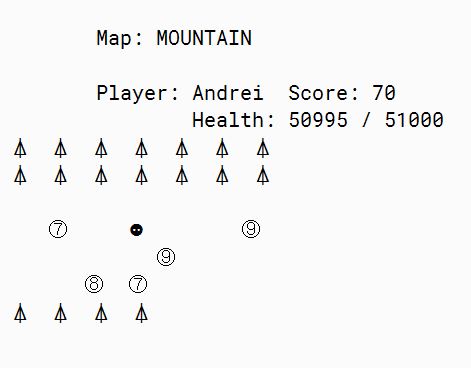 Map: MOUNTAIN
Player: Andrei Score: 70
Health: 50995 / 51000
⑦ ⑨
⑨
⑧ ⑦